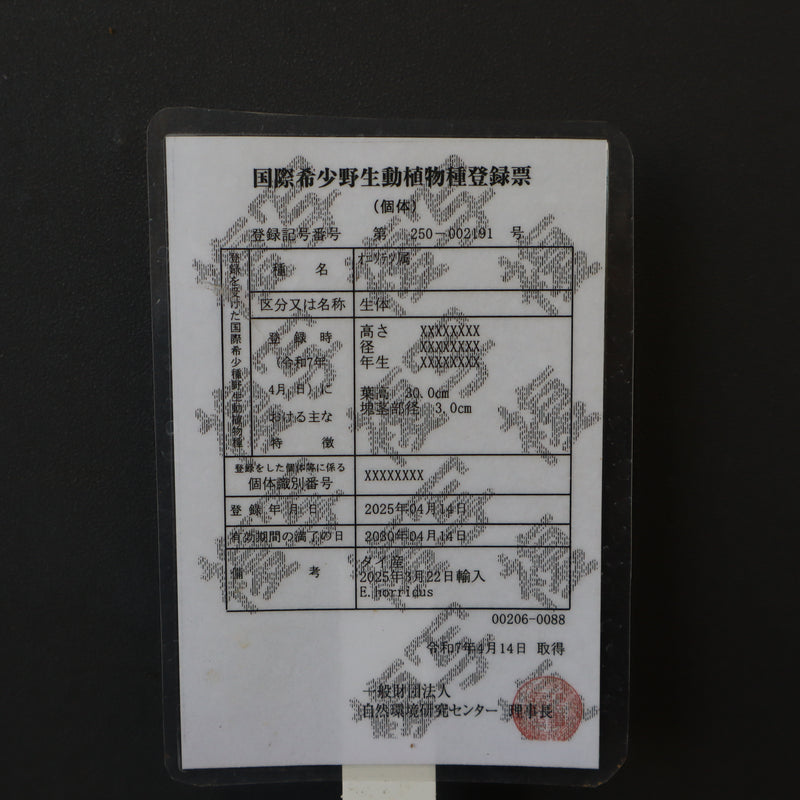 国際希少野生動植物種登録票
(個体)
登録記号番号 第 250-002191 号
登録を受けた国際希少種野生動植物種
種 名 オニソテツ属
区分又は名称 生体
登録時
(令和7年
4月 日)に
おける主な
特 徴
高さ XXXXXXXX
径 XXXXXXXX
年生 XXXXXXXX
葉高 30.0cm
塊茎部径 3.0cm
登録をした個体等に係る
個体識別番号 XXXXXXXX
登録年月日 2025年04月14日
有効期間の満了の日 2030年04月14日
備 考
タイ産
2025年3月22日輸入
E.horridus
00206-0088
令和7年4月14日 取得
一般財団法人
自然環境研究センター 理事長